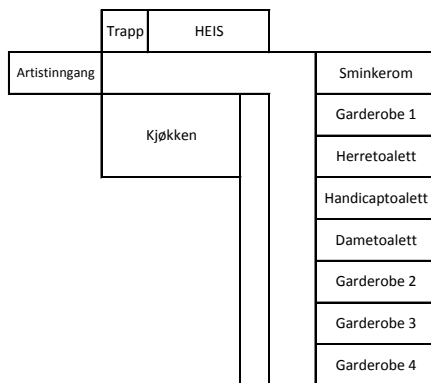 Trapp
HEIS
Artistinngang
Sminkerom
Garderobe 1
Kjøkken
Herretoalett
Handicaptoalett
Dametoalett
Garderobe 2
Garderobe 3
Garderobe 4